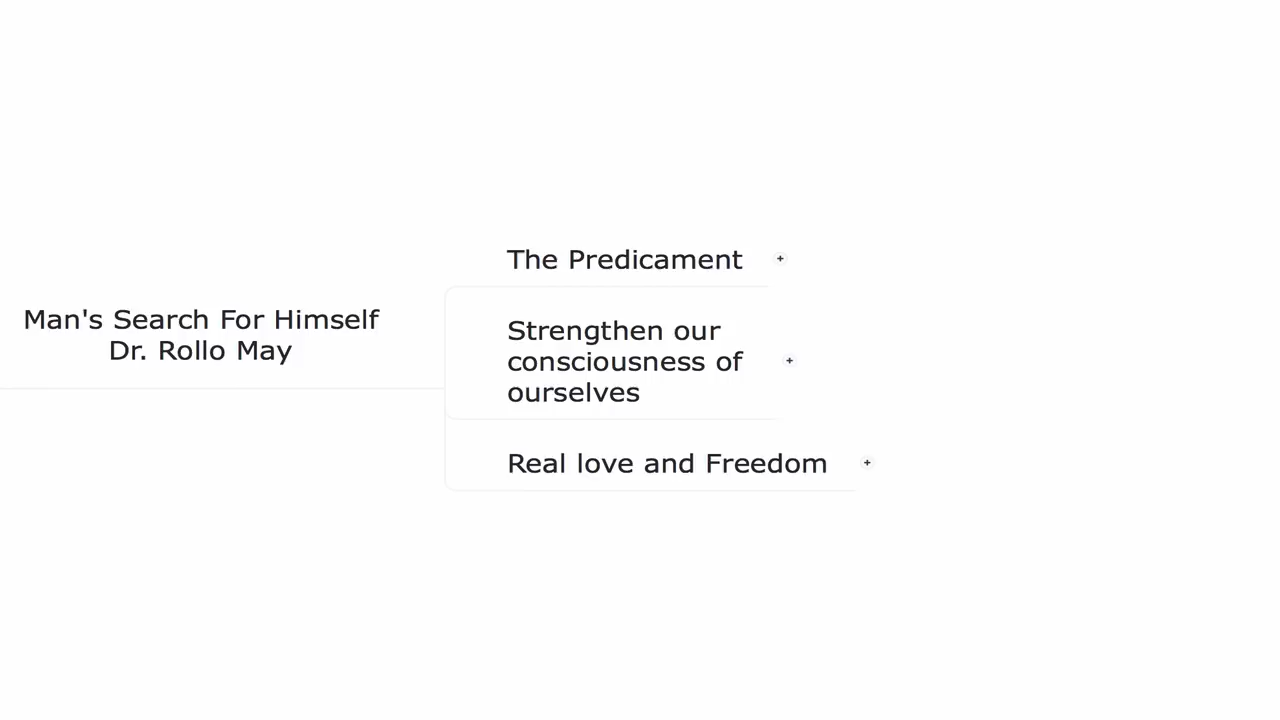 Man's Search For Himself
Dr. Rollo May
The Predicament
Strengthen our
consciousness of
ourselves
Real love and Freedom